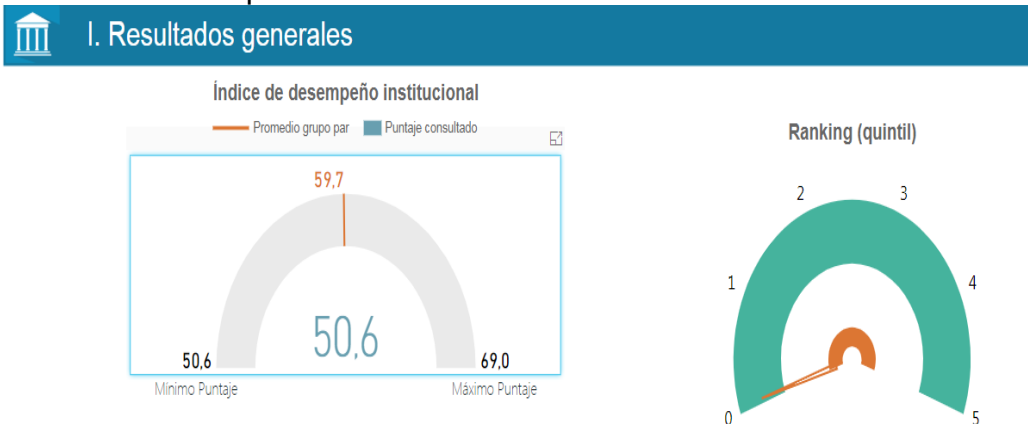 I. Resultados generales
Índice de desempeño institucional
Promedio grupo par Puntaje consultado
59,7
50,6
50,6
69,0
Mínimo Puntaje
Máximo Puntaje
Ranking (quintil)
2 3
1 4
0 5